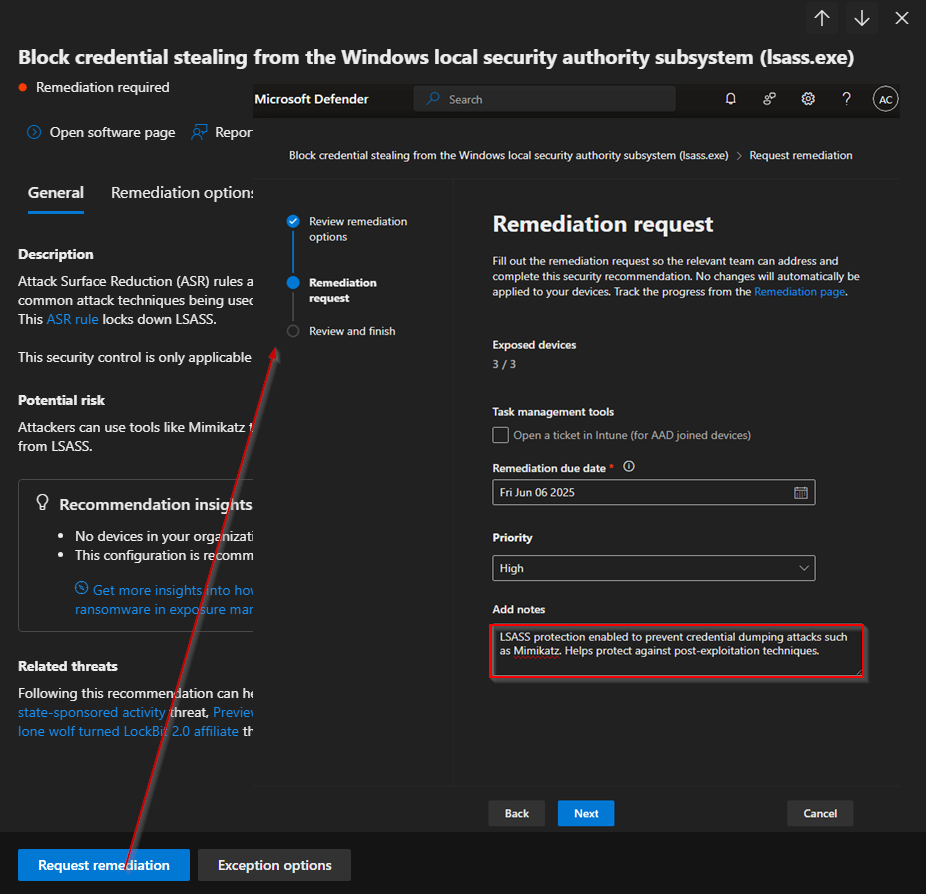 Block credential stealing from the Windows local security authority subsystem (lsass.exe)
Remediation required
Open software page
Repor
General
Remediation options
Description
Attack Surface Reduction (ASR) rules a
common attack techniques being used
This ASR rule locks down LSASS.
This security control is only applicable
Potential risk
Attackers can use tools like Mimikatz t
from LSASS.
Recommendation insights
No devices in your organizati
This configuration is recomm
Get more insights into how
ransomware in exposure mar
Related threats
Following this recommendation can he
state-sponsored activity threat, Preview
lone wolf turned LockBit 2.0 affiliate th
Request remediation
Exception options
Microsoft Defender
Search
?
AC
Block credential stealing from the Windows local security authority subsystem (lsass.exe) > Request remediation
Review remediation
options
Remediation
request
Review and finish
Remediation request
Fill out the remediation request so the relevant team can address and
complete this security recommendation. No changes will automatically be
applied to your devices. Track the progress from the Remediation page.
Exposed devices
3 / 3
Task management tools
Open a ticket in Intune (for AAD joined devices)
Remediation due date *
Fri Jun 06 2025
Priority
High
Add notes
LSASS protection enabled to prevent credential dumping attacks such
as Mimikatz. Helps protect against post-exploitation techniques.
Back
Next
Cancel